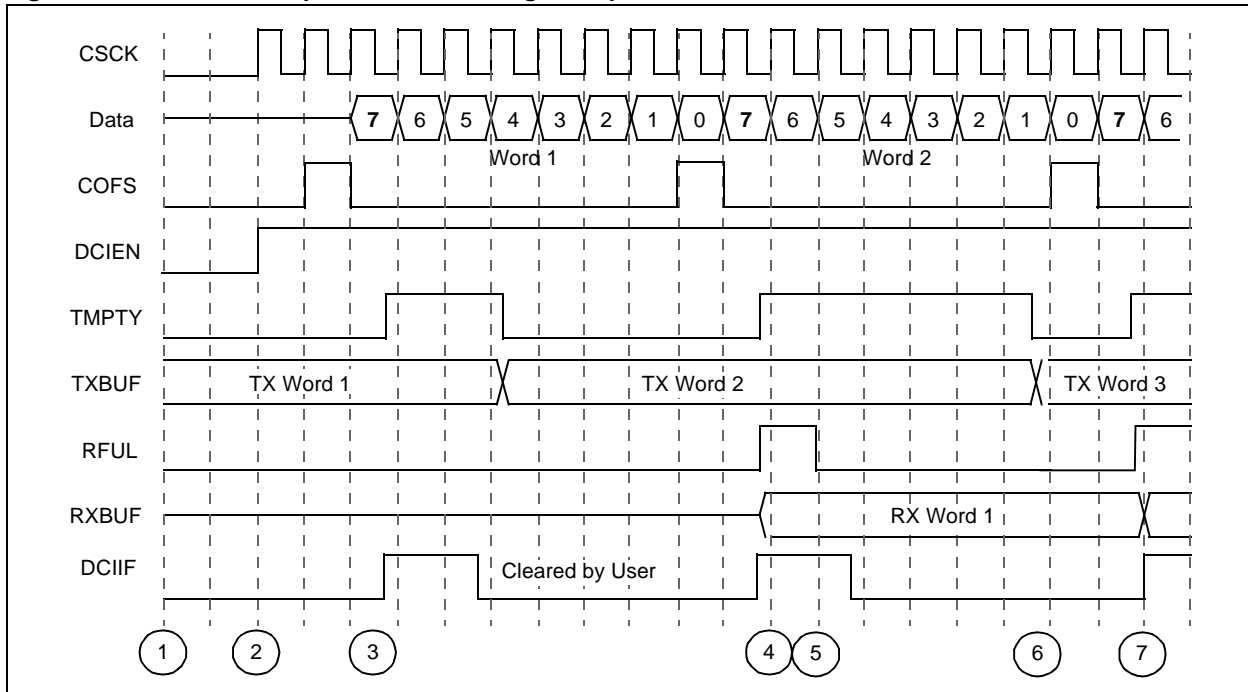 CSCK
Data 7 6 5 4 3 2 1 0 7 6 5 4 3 2 1 0 7 6
Word 1 Word 2
COFS
DCIEN
TMPTY
TXBUF TX Word 1 TX Word 2 TX Word 3
RFUL
RXBUF RX Word 1
DCIIF Cleared by User
1 2 3 4 5 6 7